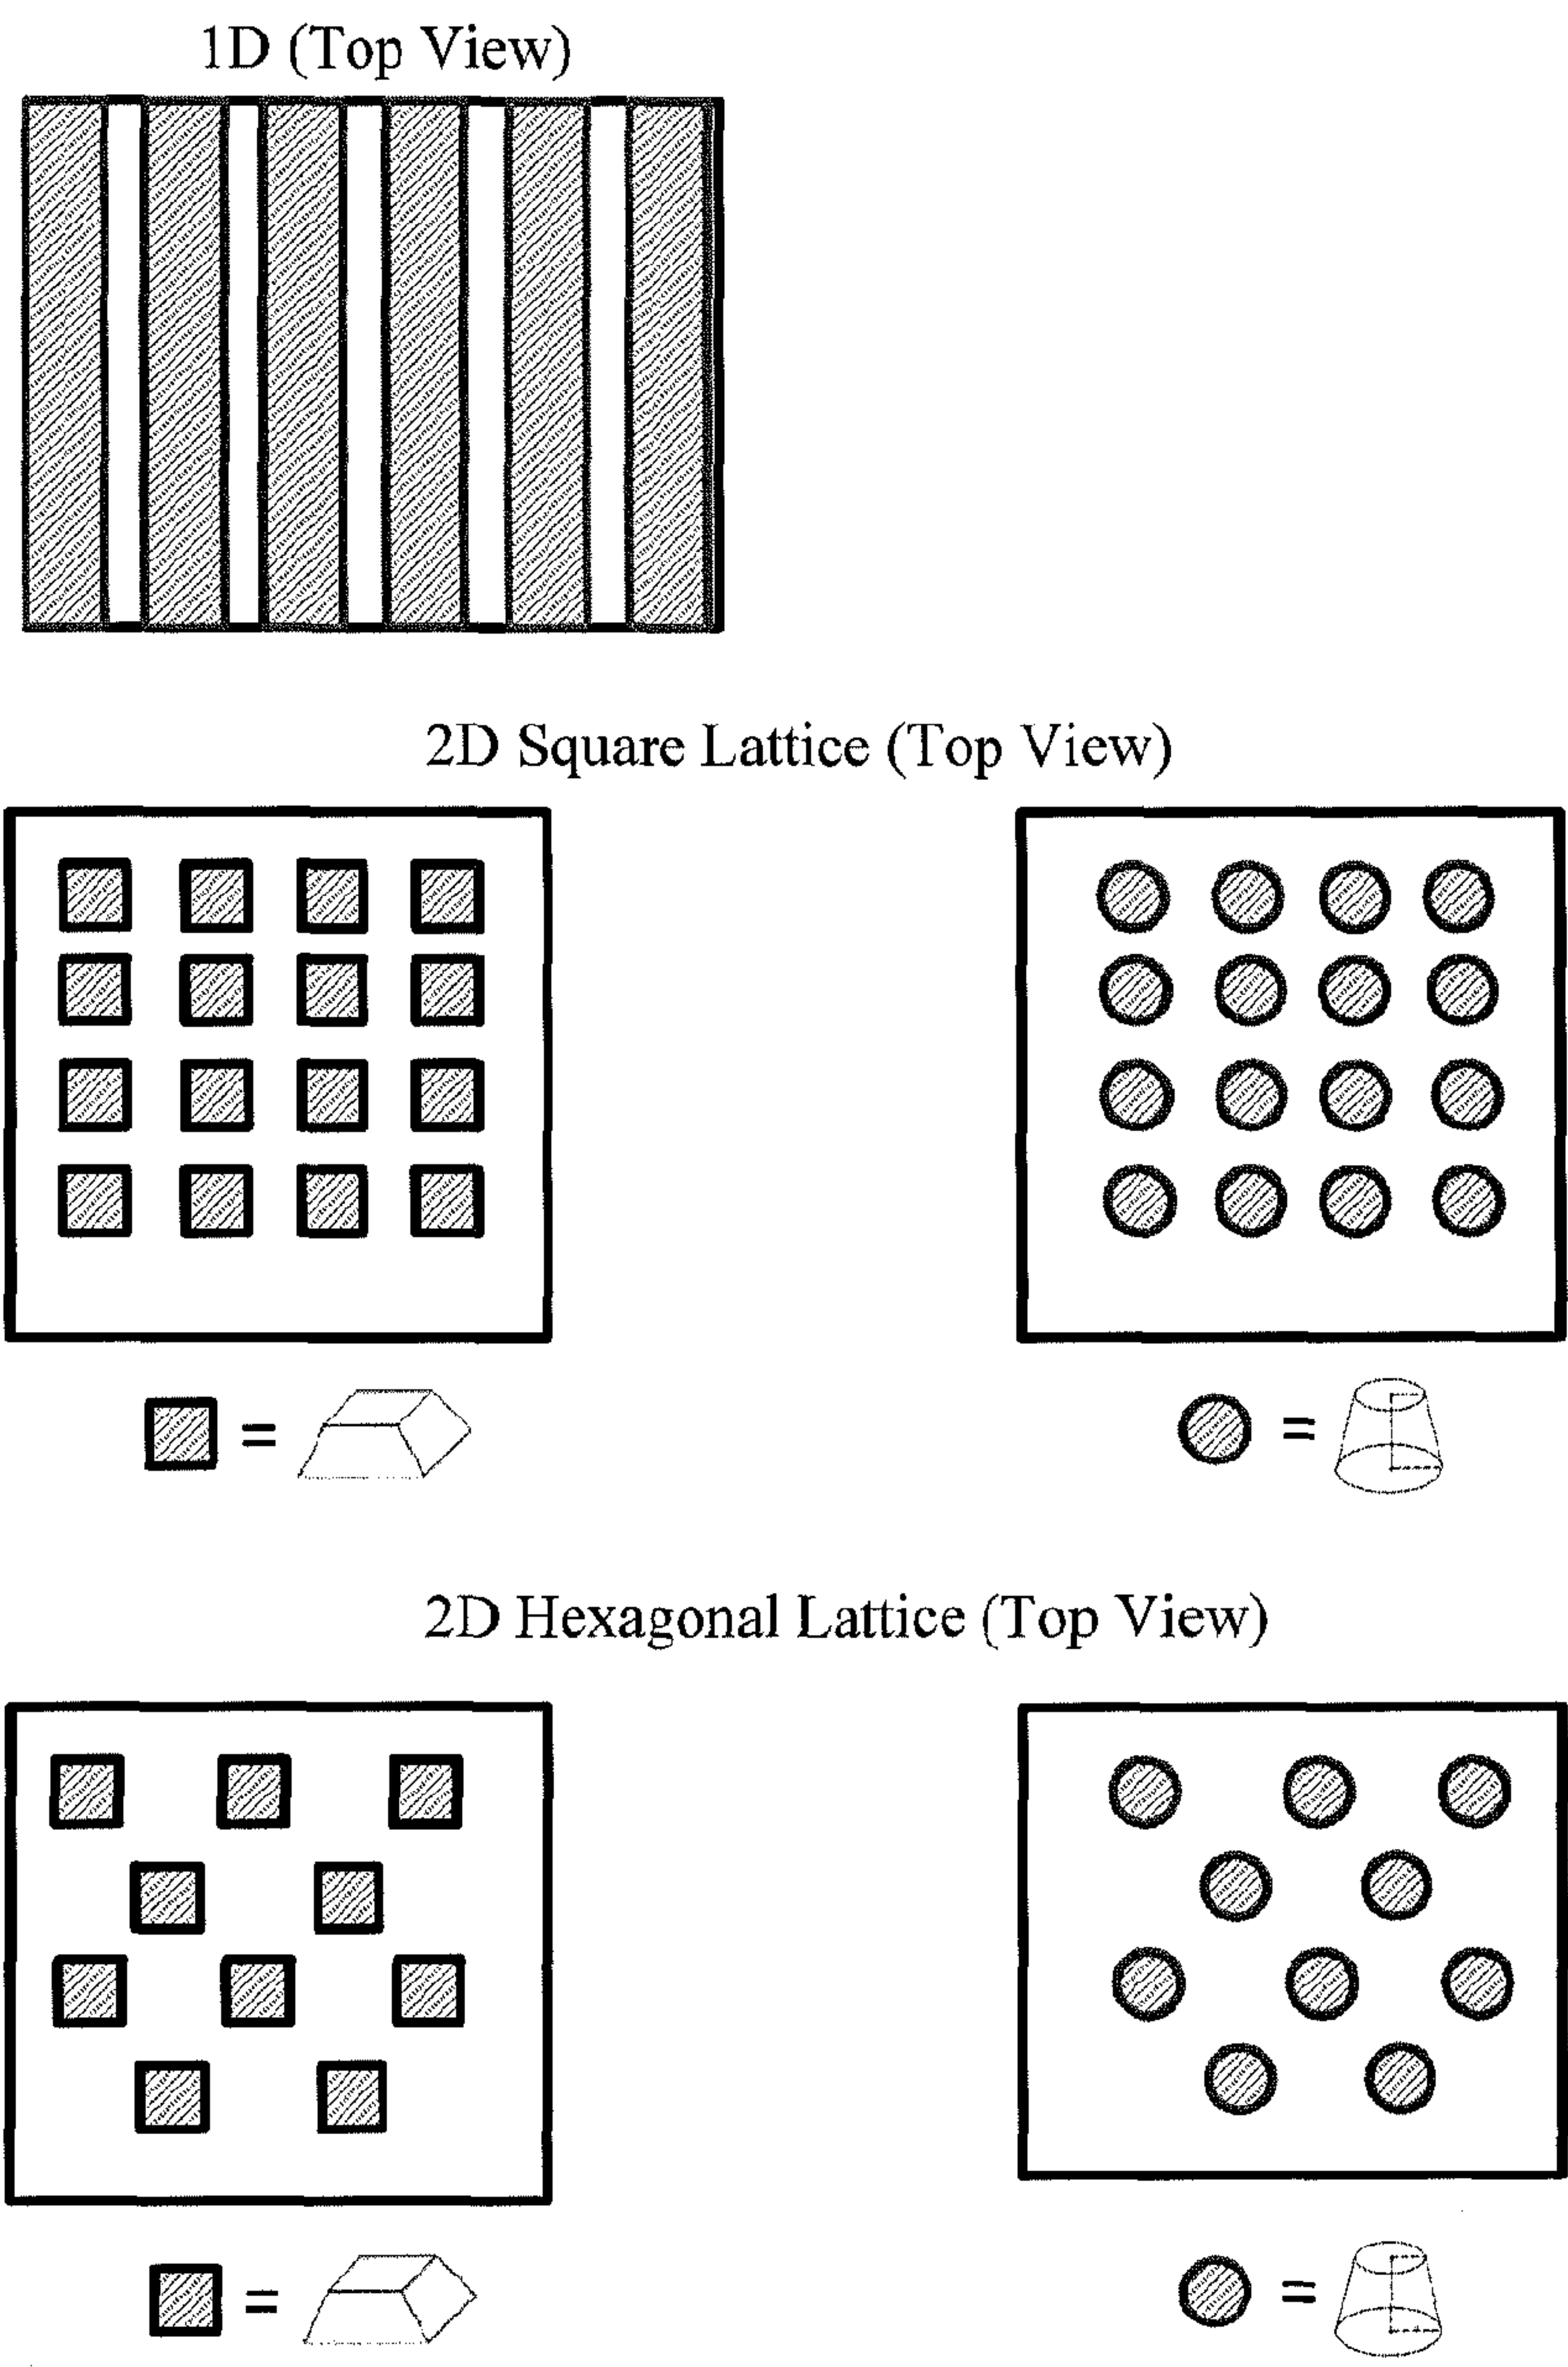 1D (Top View)
2D Square Lattice (Top View)
=
=
2D Hexagonal Lattice (Top View)
=
=